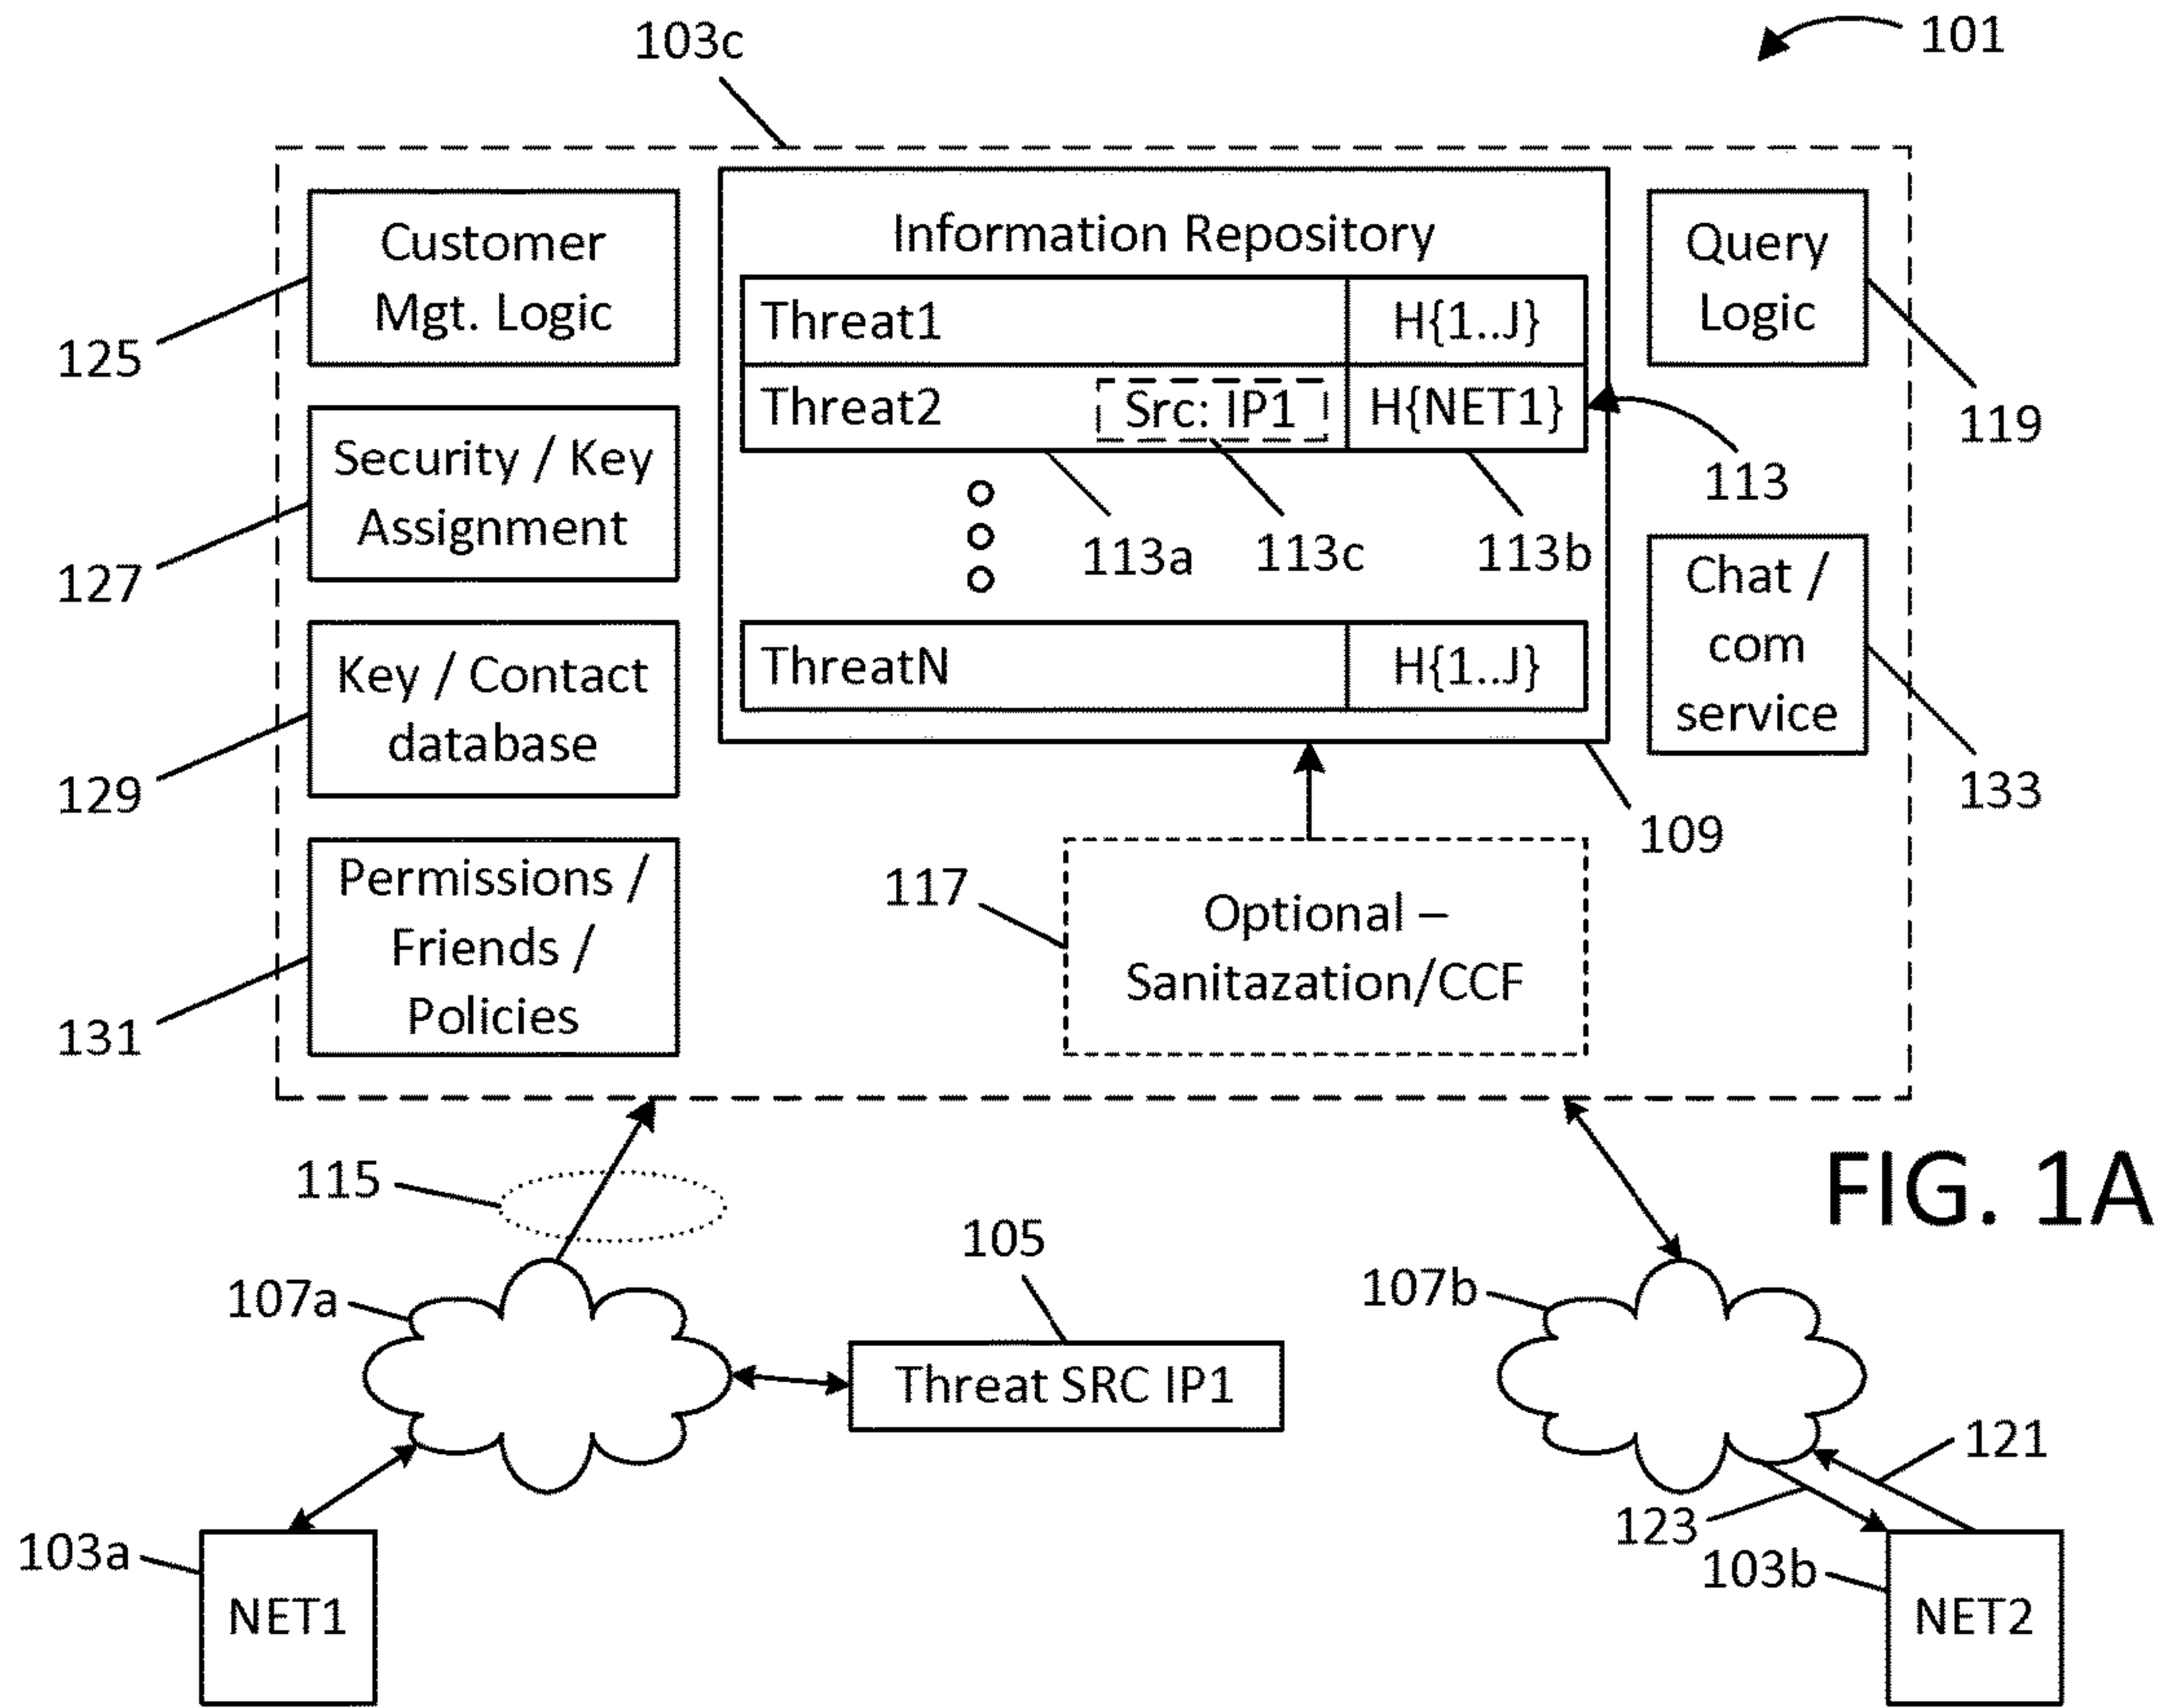 101
103c
Customer
Mgt. Logic
125
Security / Key
Assignment
127
Key / Contact
database
129
Permissions /
Friends /
Policies
131
Information Repository
Threat1
H{1..J}
Threat2
Src: IP1
H{NET1}
113
113a
113c
113b
ThreatN
H{1..J}
109
Query
Logic
119
Chat /
com
service
133
117
Optional –
Sanitazation/CCF
115
FIG. 1A
107a
105
Threat SRC IP1
107b
121
123
103a
NET1
103b
NET2